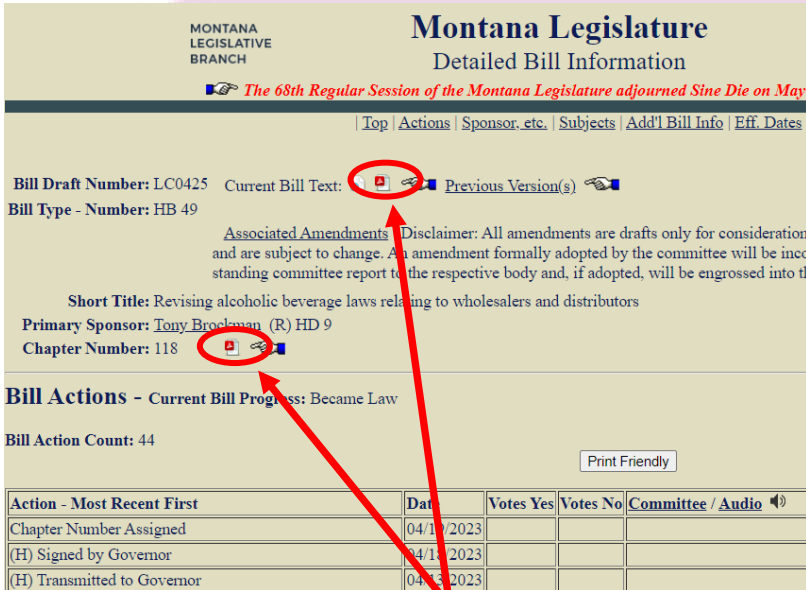 MONTANA
LEGISLATIVE
BRANCH
Montana Legislature
Detailed Bill Information
The 68th Regular Session of the Montana Legislature adjourned Sine Die on May
| Top | Actions | Sponsor, etc. | Subjects | Add'l Bill Info | Eff. Dates
Bill Draft Number: LC0425 Current Bill Text: Previous Version(s)
Bill Type - Number: HB 49
Associated Amendments Disclaimer: All amendments are drafts only for consideration
and are subject to change. An amendment formally adopted by the committee will be inco
standing committee report to the respective body and, if adopted, will be engrossed into th
Short Title: Revising alcoholic beverage laws relating to wholesalers and distributors
Primary Sponsor: Tony Brockman (R) HD 9
Chapter Number: 118
Bill Actions - Current Bill Progress: Became Law
Bill Action Count: 44
Print Friendly
Action - Most Recent First Date Votes Yes Votes No Committee / Audio
Chapter Number Assigned 04/19/2023
(H) Signed by Governor 04/18/2023
(H) Transmitted to Governor 04/13/2023